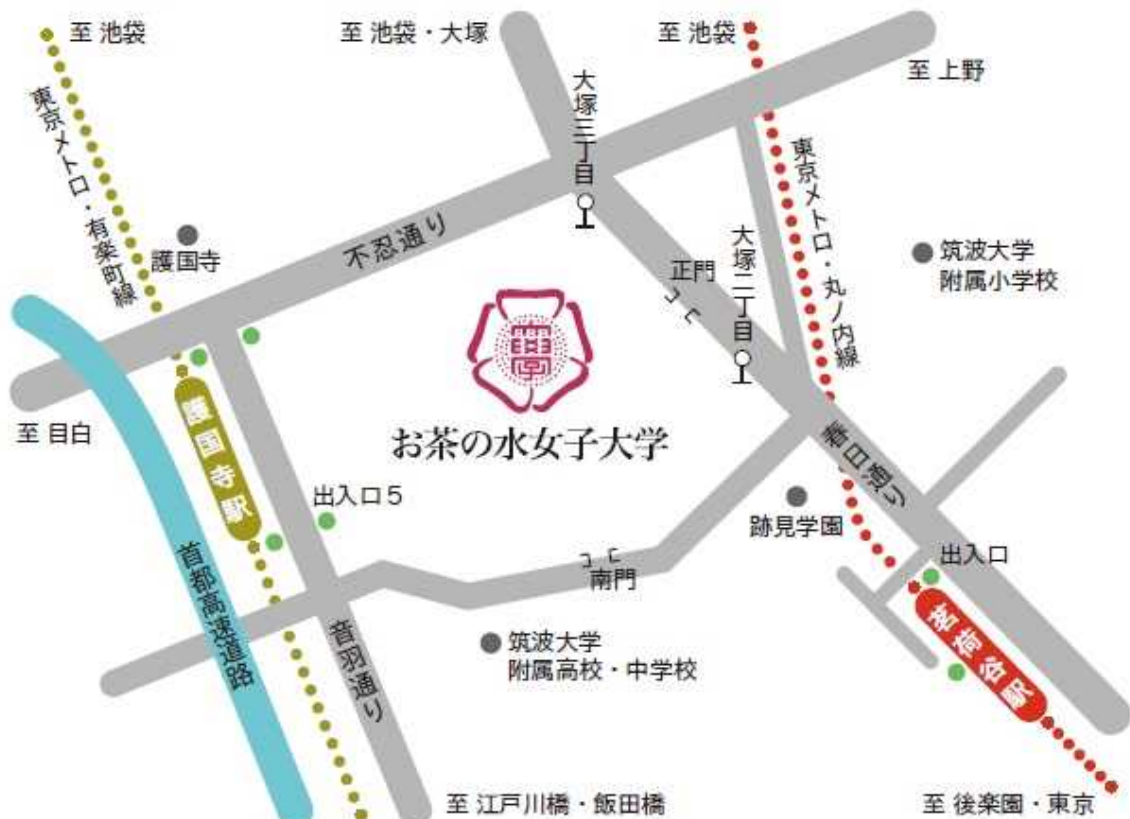 至 池袋
至 池袋・大塚
至 池袋
至 上野
東京メトロ・有楽町線
大塚三丁目
東京メトロ・丸ノ内線
護国寺
不忍通り
正門
大塚二丁目
筑波大学
附属小学校
至 目白
護国寺駅
お茶の水女子大学
春日通り
出入口5
跡見学園
出入口
首都高速道路
南門
茗荷谷駅
音羽通り
筑波大学
附属高校・中学校
至 江戸川橋・飯田橋
至 後楽園・東京